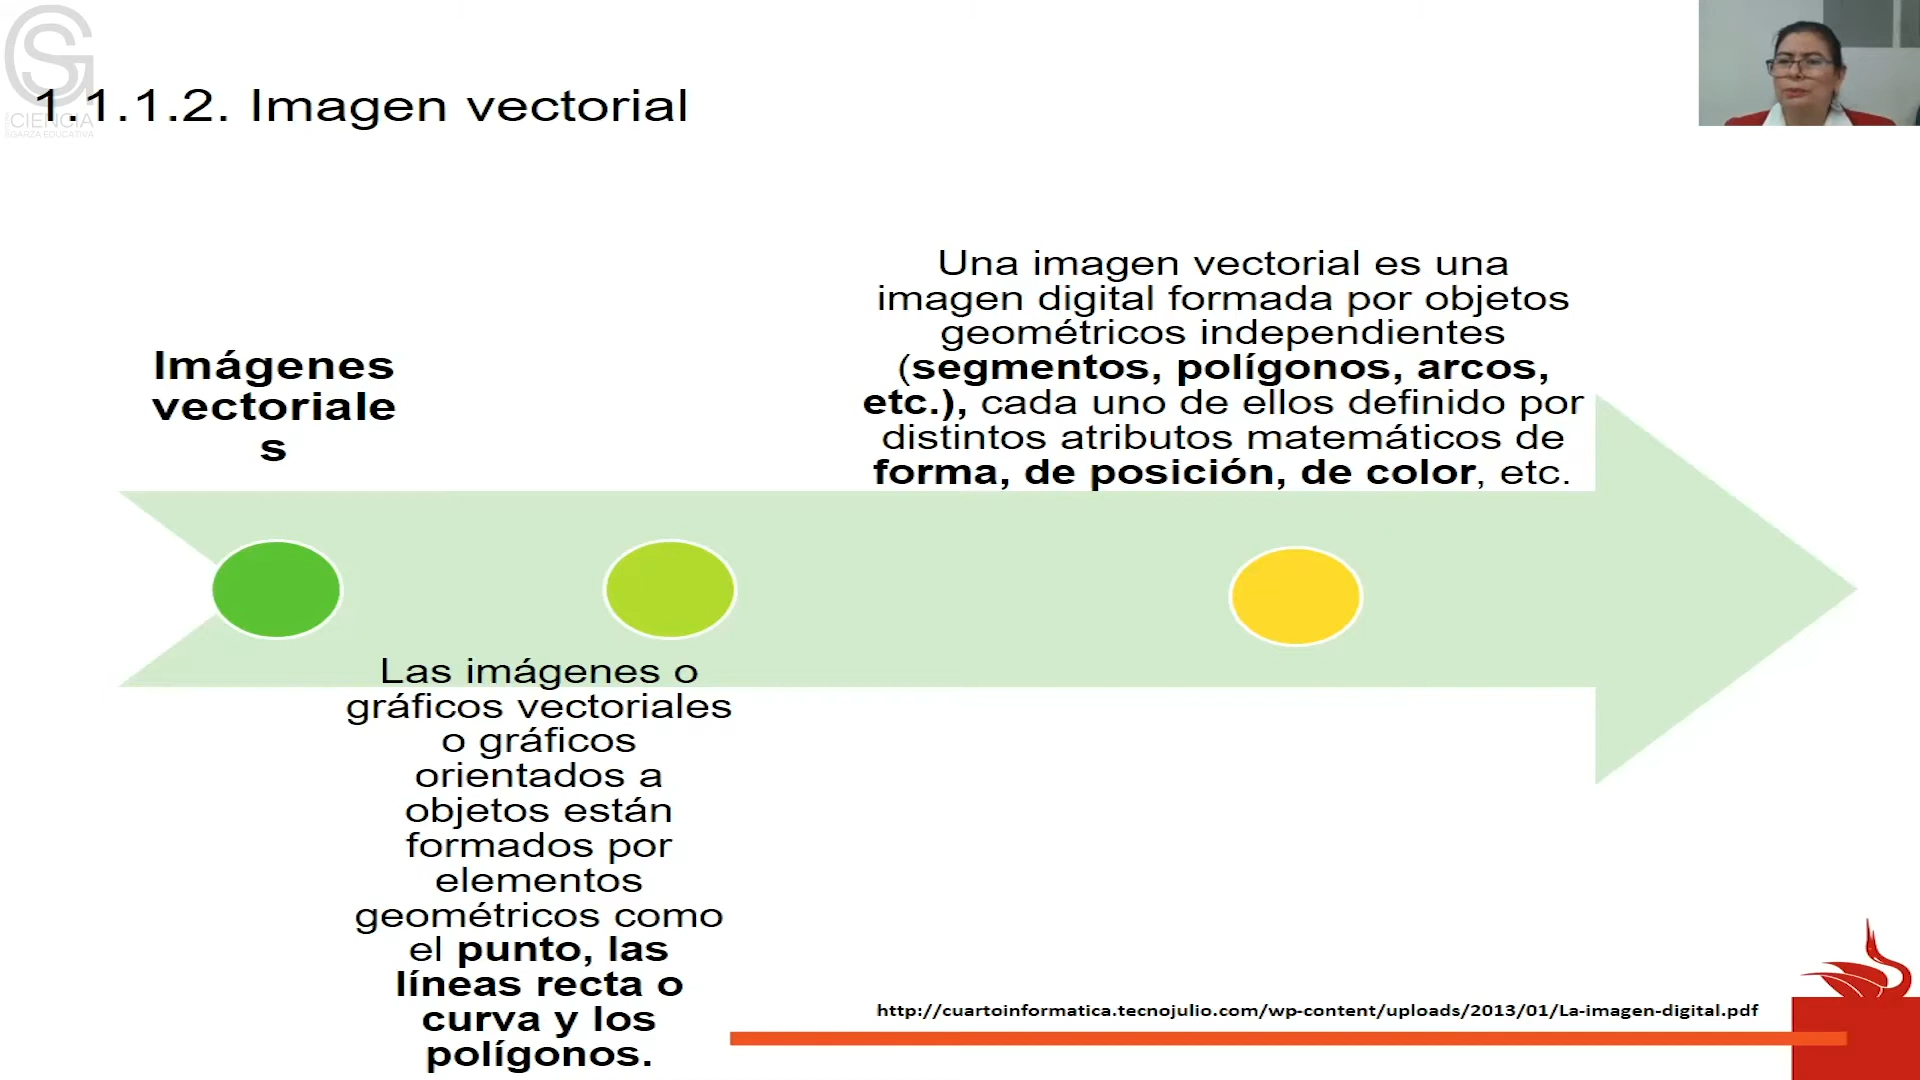 CIENCIA
GARZA EDUCATIVA
1.1.1.2. Imagen vectorial
Imágenes
vectoriale
s
Una imagen vectorial es una
imagen digital formada por objetos
geométricos independientes
(segmentos, polígonos, arcos,
etc.), cada uno de ellos definido por
distintos atributos matemáticos de
forma, de posición, de color, etc.
Las imágenes o
gráficos vectoriales
o gráficos
orientados a
objetos están
formados por
elementos
geométricos como
el punto, las
líneas recta o
curva y los
polígonos.
http://cuartoinformatica.tecnojulio.com/wp-content/uploads/2013/01/La-imagen-digital.pdf